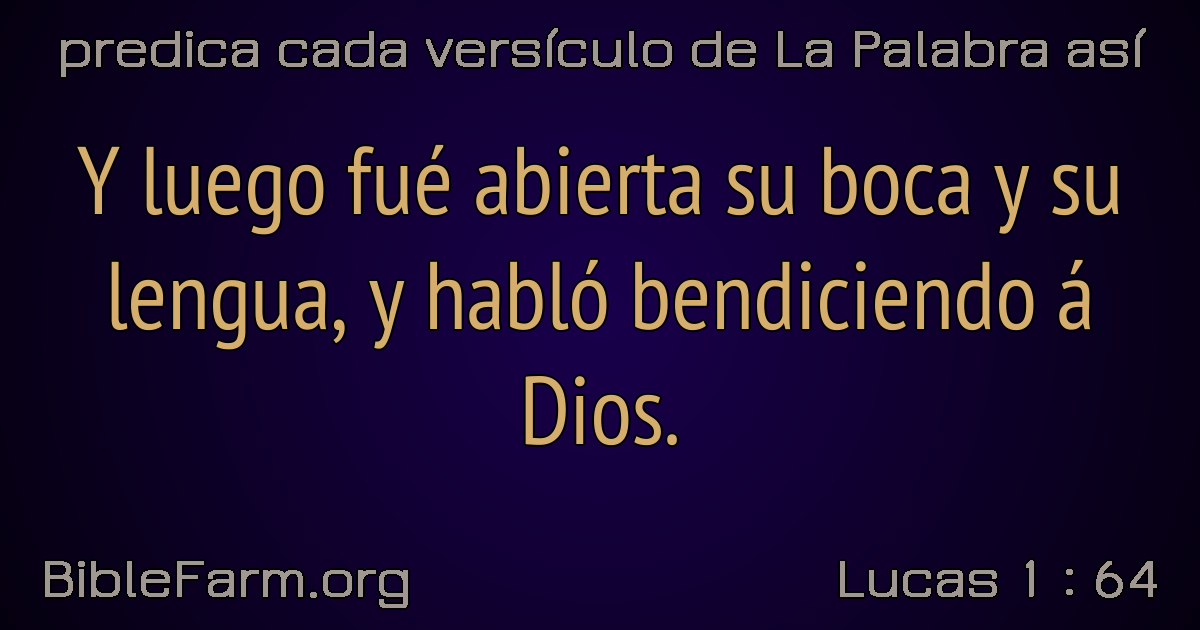 predica cada versículo de La Palabra así
Y luego fué abierta su boca y su
lengua, y habló bendiciendo á
Dios.
BibleFarm.org
Lucas 1 : 64